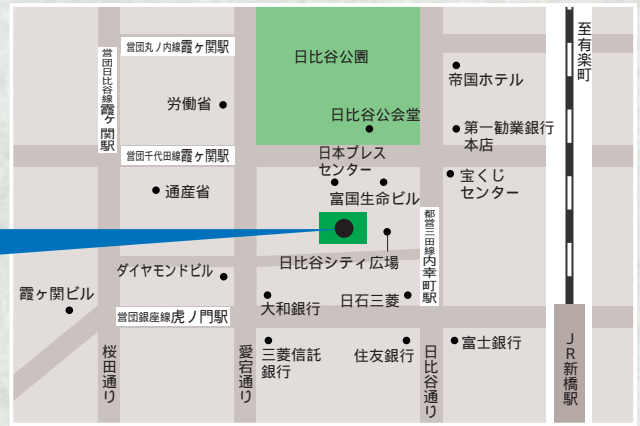 営団丸ノ内線霞ヶ関駅
日比谷公園
至有楽町
営団日比谷線霞ヶ関駅
帝国ホテル
労働省
日比谷公会堂
第一勧業銀行
本店
営団千代田線霞ヶ関駅
日本プレス
センター
宝くじ
センター
通産省
富国生命ビル
都営三田線内幸町駅
日比谷シティ広場
ダイヤモンドビル
霞ヶ関ビル
大和銀行
日石三菱
営団銀座線虎ノ門駅
三菱信託
銀行
住友銀行
富士銀行
桜田通り
愛宕通り
日比谷通り
JR新橋駅